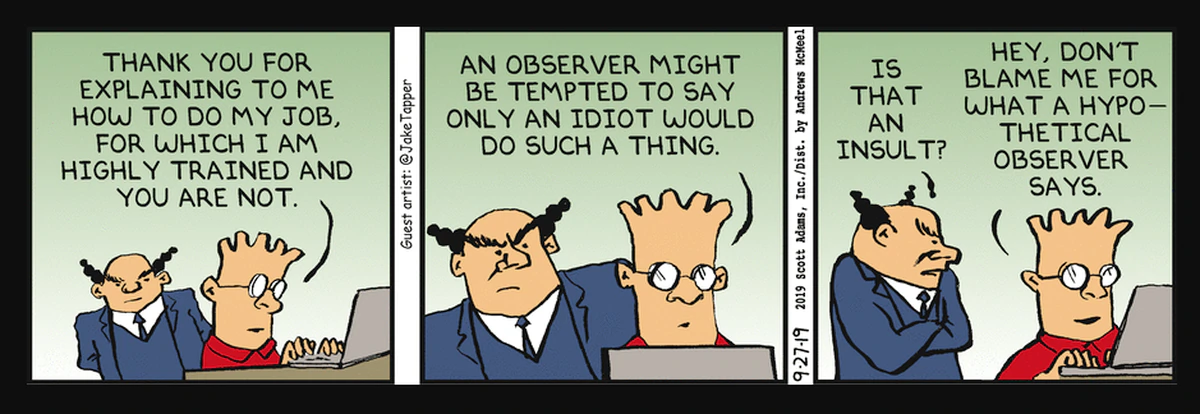 THANK YOU FOR
EXPLAINING TO ME
HOW TO DO MY JOB,
FOR WHICH I AM
HIGHLY TRAINED AND
YOU ARE NOT.
Guest artist: @JakeTapper
AN OBSERVER MIGHT
BE TEMPTED TO SAY
ONLY AN IDIOT WOULD
DO SUCH A THING.
9-27-19 2019 Scott Adams, Inc./Dist. by Andrews McMeel
IS
THAT
AN
INSULT?
HEY, DON'T
BLAME ME FOR
WHAT A HYPO–
THETICAL
OBSERVER
SAYS.